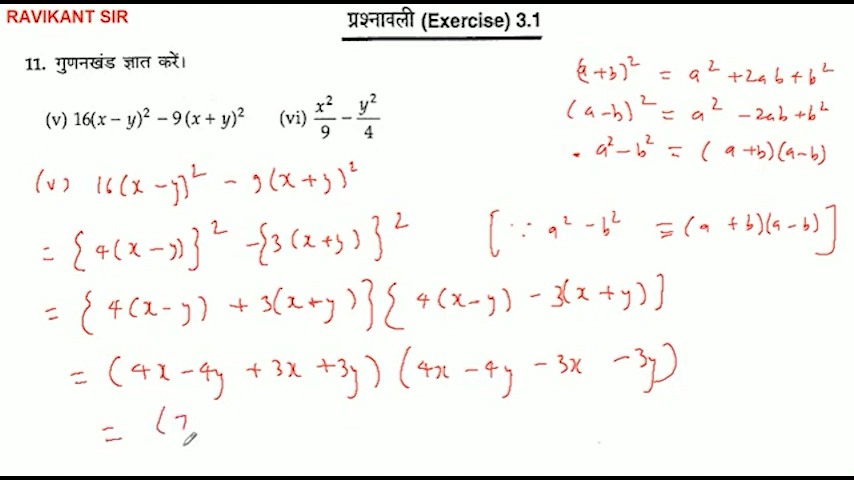 RAVIKANT SIR
प्रश्नावली (Exercise) 3.1
11. गुणनखंड ज्ञात करें।
(v) 16(x – y)² – 9(x + y)² (vi) x²/9 – y²/4
(a+b)² = a² + 2ab + b²
(a-b)² = a² - 2ab + b²
. a² - b² = (a+b)(a-b)
(v) 16(x-y)² - 9(x+y)²
= {4(x-y)}² - {3(x+y)}² [∵ a² - b² = (a+b)(a-b)]
= {4(x-y) + 3(x+y)}{4(x-y) - 3(x+y)]
= (4x - 4y + 3x + 3y) (4x - 4y - 3x - 3y)
= (7